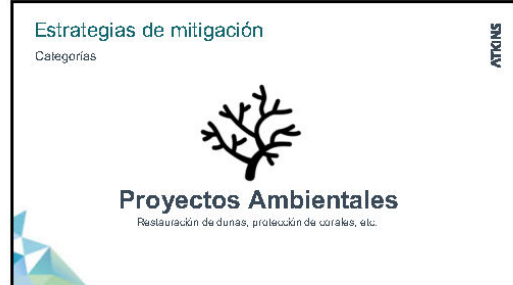 Estrategias de mitigación
Categorías
ATKINS
Proyectos Ambientales
Restauración de dunas, protección de corales, etc.